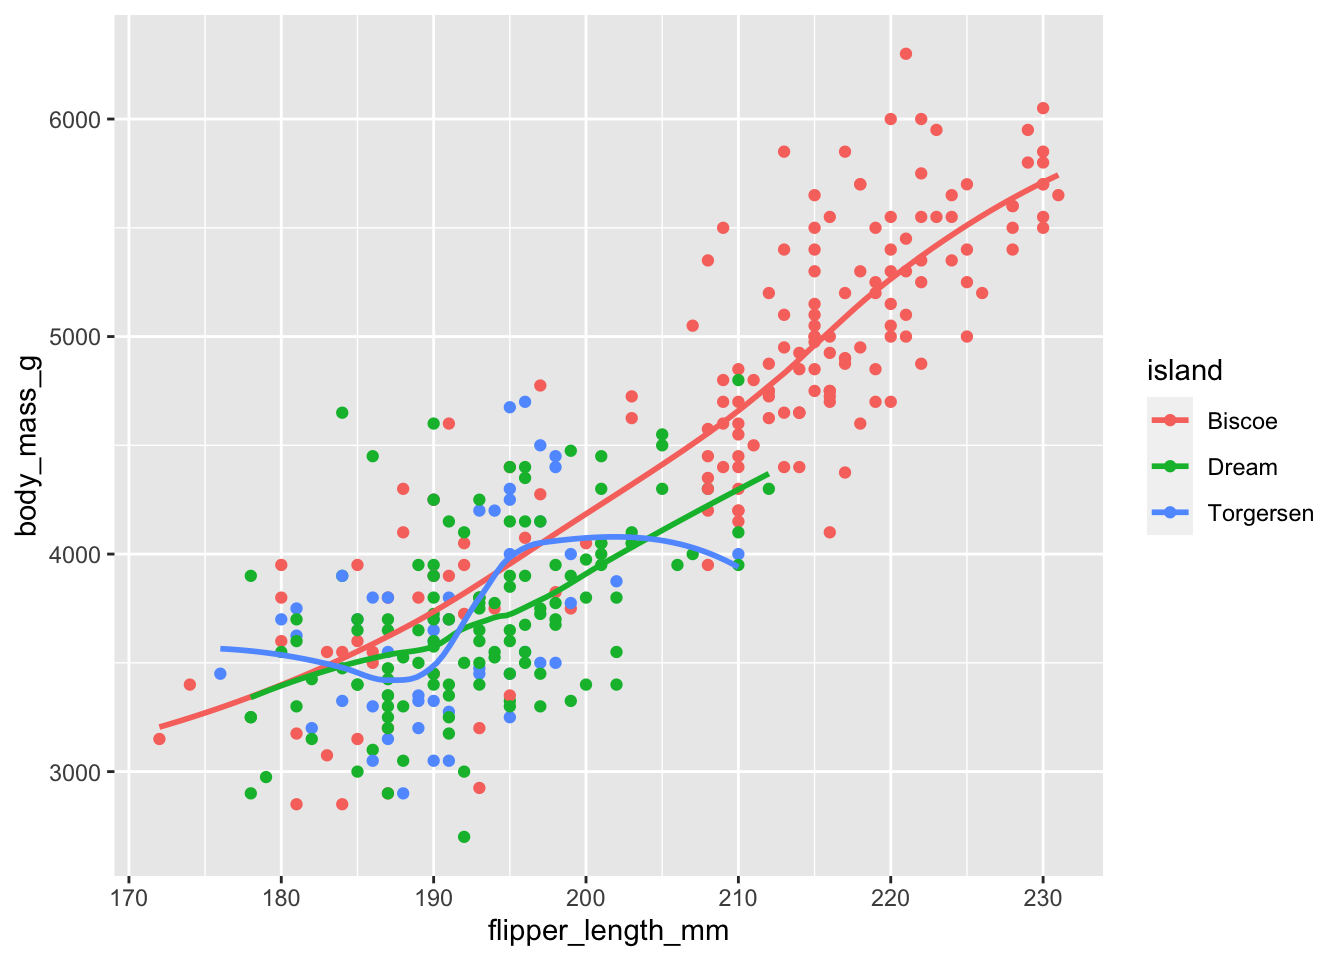 6000
5000
4000
3000
body_mass_g
170 180 190 200 210 220 230
flipper_length_mm
island
Biscoe
Dream
Torgersen